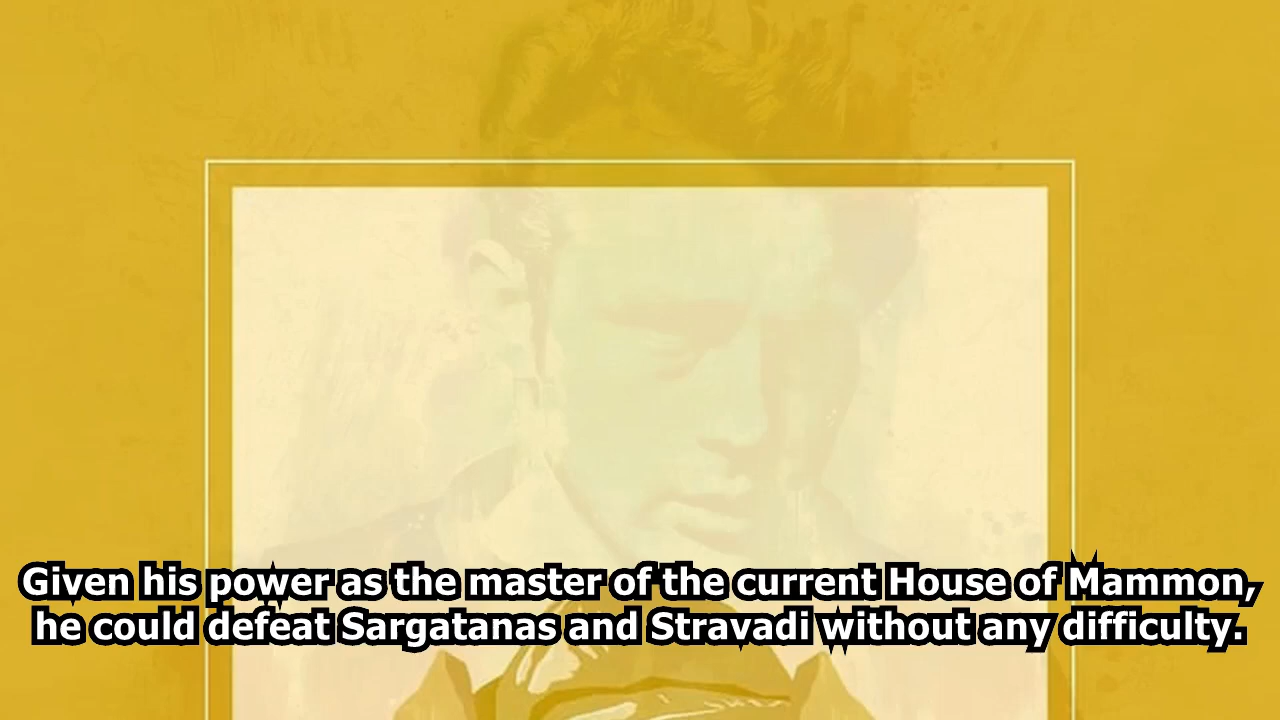 Given his power as the master of the current House of Mammon,
he could defeat Sargatanas and Stravadi without any difficulty.